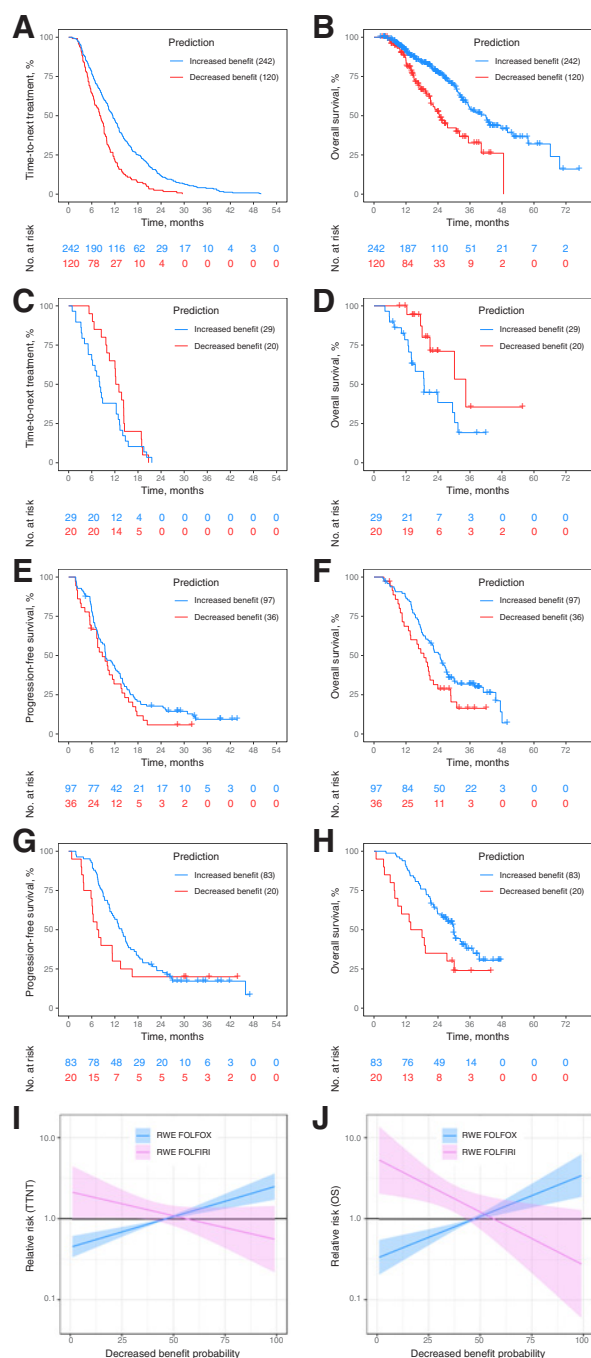 A
Prediction
Increased benefit (242)
Decreased benefit (120)
Time-to-next treatment, %
100
75
50
25
0
0 6 12 18 24 30 36 42 48 54
Time, months
No. at risk
242 190 116 62 29 17 10 4 3 0
120 78 27 10 4 0 0 0 0 0
B
Prediction
Increased benefit (242)
Decreased benefit (120)
Overall survival, %
100
75
50
25
0
0 12 24 36 48 60 72
Time, months
No. at risk
242 187 110 51 21 7 2
120 84 33 9 2 0 0
C
Prediction
Increased benefit (29)
Decreased benefit (20)
Time-to-next treatment, %
100
75
50
25
0
0 6 12 18 24 30 36 42 48 54
Time, months
No. at risk
29 20 12 4 0 0 0 0 0 0
20 20 14 5 0 0 0 0 0 0
D
Prediction
Increased benefit (29)
Decreased benefit (20)
Overall survival, %
100
75
50
25
0
0 12 24 36 48 60 72
Time, months
No. at risk
29 21 7 3 0 0 0
20 19 6 3 2 0 0
E
Prediction
Increased benefit (97)
Decreased benefit (36)
Progression-free survival, %
100
75
50
25
0
0 6 12 18 24 30 36 42 48 54
Time, months
No. at risk
97 77 42 21 17 10 5 3 0 0
36 24 12 5 3 2 0 0 0 0
F
Prediction
Increased benefit (97)
Decreased benefit (36)
Overall survival, %
100
75
50
25
0
0 12 24 36 48 60 72
Time, months
No. at risk
97 84 50 22 3 0 0
36 25 11 3 0 0 0
G
Prediction
Increased benefit (83)
Decreased benefit (20)
Progression-free survival, %
100
75
50
25
0
0 6 12 18 24 30 36 42 48 54
Time, months
No. at risk
83 78 48 29 20 10 6 3 0 0
20 15 7 5 5 5 3 2 0 0
H
Prediction
Increased benefit (83)
Decreased benefit (20)
Overall survival, %
100
75
50
25
0
0 12 24 36 48 60 72
Time, months
No. at risk
83 76 49 14 0 0 0
20 13 8 3 0 0 0
I
RWE FOLFOX
RWE FOLFIRI
Relative risk (TTNT)
10.0
1.0
0.1
0 25 50 75 100
Decreased benefit probability
J
RWE FOLFOX
RWE FOLFIRI
Relative risk (OS)
10.0
1.0
0.1
0 25 50 75 100
Decreased benefit probability